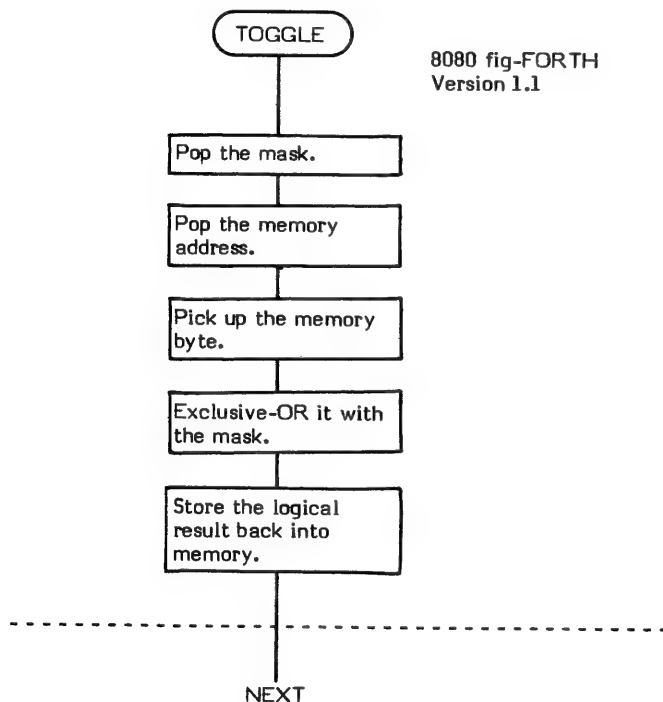 TOGGLE
8080 fig-FORTH
Version 1.1
Pop the mask.
Pop the memory
address.
Pick up the memory
byte.
Exclusive-OR it with
the mask.
Store the logical
result back into
memory.
NEXT